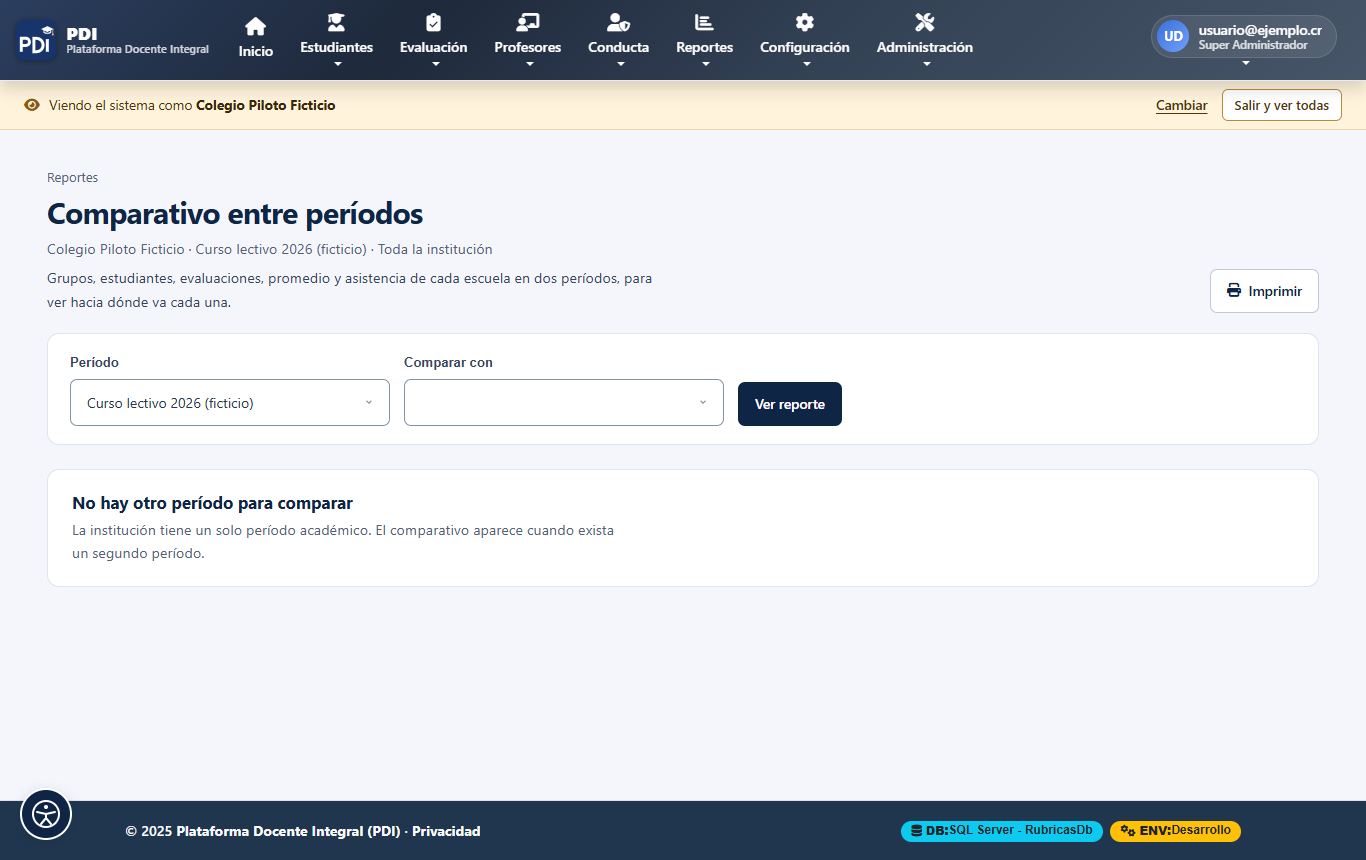 PDI
PDI
Plataforma Docente Integral
Inicio
Estudiantes
Evaluación
Profesores
Conducta
Reportes
Configuración
Administración
UD
usuario@ejemplo.cr
Super Administrador
Viendo el sistema como Colegio Piloto Ficticio
Cambiar
Salir y ver todas
Reportes
Comparativo entre períodos
Colegio Piloto Ficticio · Curso lectivo 2026 (ficticio) · Toda la institución
Grupos, estudiantes, evaluaciones, promedio y asistencia de cada escuela en dos períodos, para
ver hacia dónde va cada una.
Imprimir
Período
Comparar con
Curso lectivo 2026 (ficticio)
Ver reporte
No hay otro período para comparar
La institución tiene un solo período académico. El comparativo aparece cuando exista
un segundo período.
© 2025 Plataforma Docente Integral (PDI) · Privacidad
DB:SQL Server - RubricasDb
ENV:Desarrollo